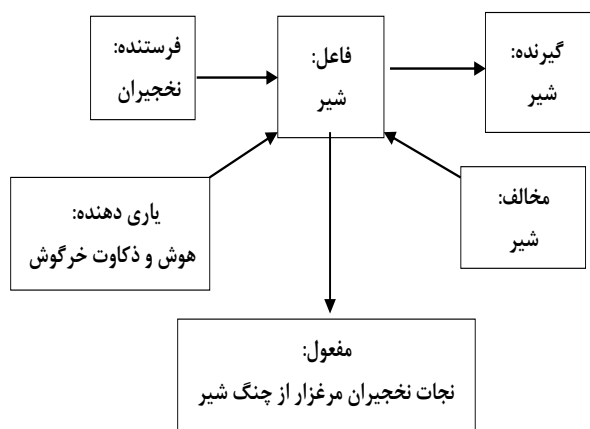 فرستنده:
نخجیران
فاعل:
شیر
گیرنده:
شیر
یاری دهنده:
هوش و ذکاوت خرگوش
مخالف:
شیر
مفعول:
نجات نخجیران مرغزار از چنگ شیر